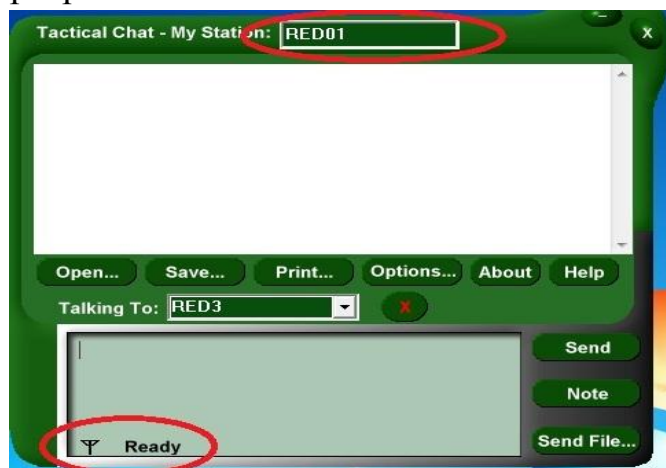 Tactical Chat - My Station: RED01
X
Open... Save... Print... Options... About Help
Talking To: RED3 X
Send
Note
Ready Send File...